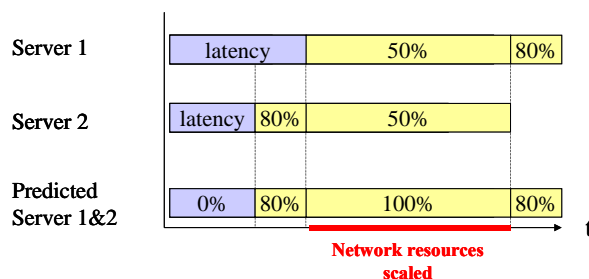 Server 1
latency
50%
80%
Server 2
latency
80%
50%
Predicted
Server 1&2
0%
80%
100%
80%
t
Network resources
scaled